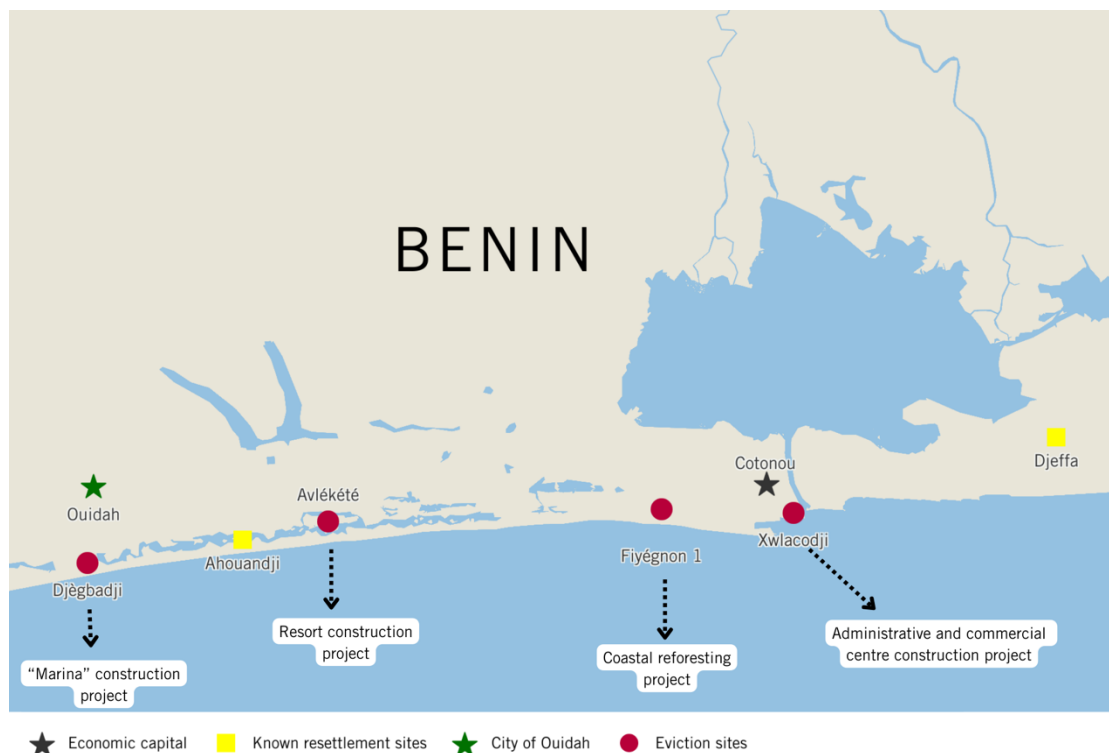 BENIN
Cotonou
Djeffa
Avlékété
Ouidah
Xwlacodji
Fiyégnon 1
Ahouandji
Djègbadji
Resort construction
project
Administrative and commercial
centre construction project
Coastal reforesting
project
“Marina” construction
project
Economic capital
Known resettlement sites
City of Ouidah
Eviction sites